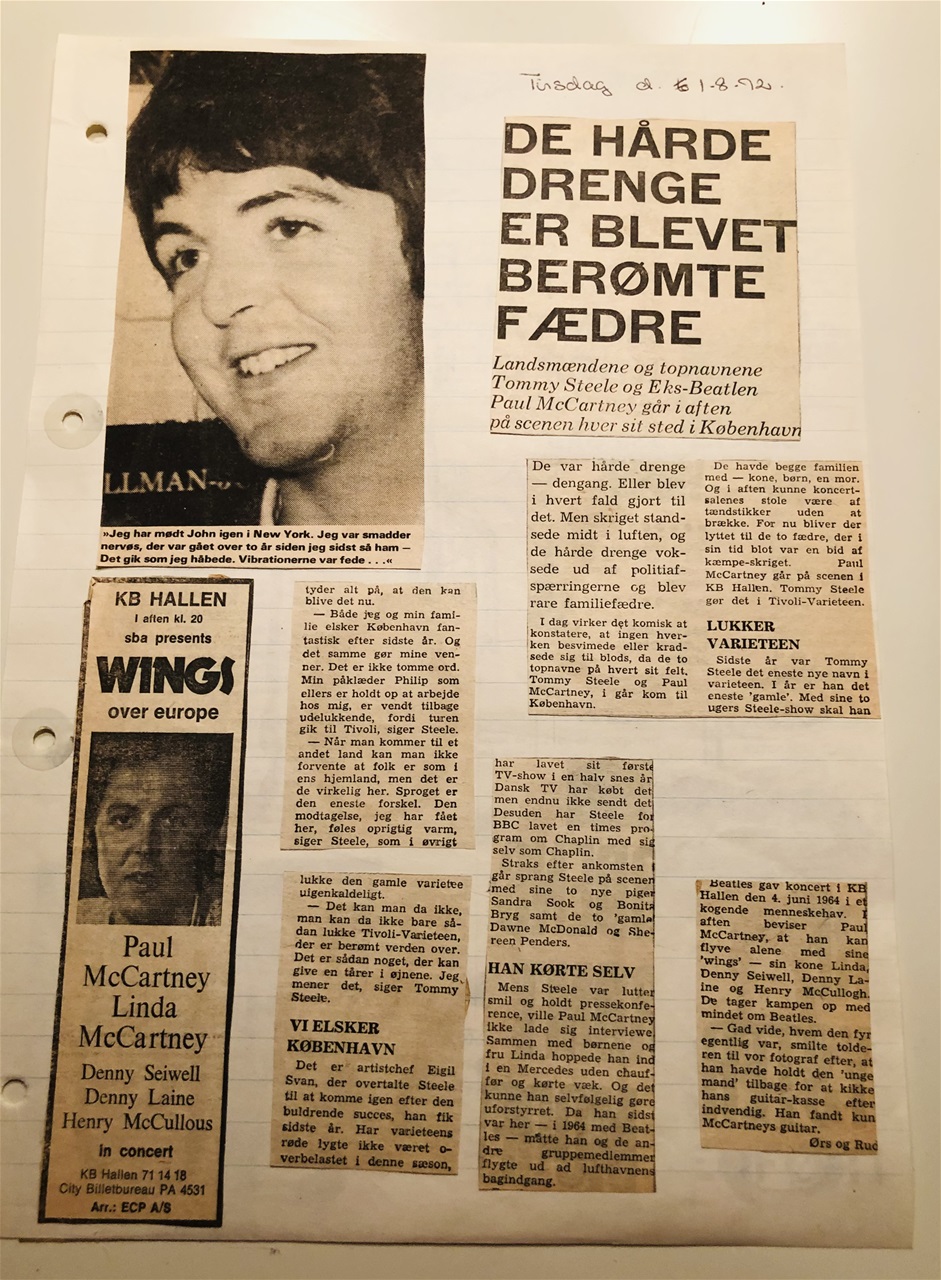 Tirsdag d. 1-8-72.
DE HÅRDE
DRENGE
ER BLEVET
BERØMTE
FÆDRE
Landsmændene og topnavnene
Tommy Steele og Eks-Beatlen
Paul McCartney går i aften
på scenen hver sit sted i København
LLMAN-
»Jeg har mødt John igen i New York. Jeg var smadder
nervøs, der var gået over to år siden jeg sidst så ham —
Det gik som jeg håbede. Vibrationerne var fede . . .«
De var hårde drenge
— dengang. Eller blev
i hvert fald gjort til
det. Men skriget stand-
sede midt i luften, og
de hårde drenge vok-
sede ud af politiaf-
spærringerne og blev
rare familiefædre.
I dag virker det komisk at
konstatere, at ingen hver-
ken besvimede eller krad-
sede sig til blods, da de to
topnavne på hvert sit felt,
Tommy Steele og Paul
McCartney, i går kom til
København.
De havde begge familien
med — kone, børn, en mor.
Og i aften kunne koncert-
salenes stole være af
tændstikker uden at
brække. For nu bliver der
lyttet til de to fædre, der i
sin tid blot var en bid af
kæmpe-skriget. Paul
McCartney går på scenen i
KB Hallen. Tommy Steele
gør det i Tivoli-Varieteen.
LUKKER
VARIETEEN
Sidste år var Tommy
Steele det eneste nye navn i
varieteen. I år er han det
eneste 'gamle'. Med sine to
ugers Steele-show skal han
KB HALLEN
I aften kl. 20
sba presents
WINGS
over europe
Paul
McCartney
Linda
McCartney
Denny Seiwell
Denny Laine
Henry McCullous
In concert
KB Hallen 71 14 18
City Billetbureau PA 4531
Arr.: ECP A/S
tyder alt på, at den kan
blive det nu.
— Både jeg og min fami-
lie elsker København fan-
tastisk efter sidste år. Og
det samme gør mine ven-
ner. Det er ikke tomme ord.
Min påklæder Philip som
ellers er holdt op at arbejde
hos mig, er vendt tilbage
udelukkende, fordi turen
gik til Tivoli, siger Steele.
— Når man kommer til et
andet land kan man ikke
forvente at folk er som i
ens hjemland, men det er
de virkelig her. Sproget er
den eneste forskel. Den
modtagelse, jeg har fået
her, føles oprigtig varm,
siger Steele, som i øvrigt
lukke den gamle varietee
uigenkaldeligt.
— Det kan man da ikke,
man kan da ikke bare så-
dan lukke Tivoli-Varieteen,
der er berømt verden over.
Det er sådan noget, der kan
give en tårer i øjnene. Jeg
mener det, siger Tommy
Steele.
VI ELSKER
KØBENHAVN
Det er artistchef Eigil
Svan, der overtalte Steele
til at komme igen efter den
buldrende succes, han fik
sidste år. Har varieteens
røde lygte ikke været o-
verbelastet i denne sæson,
har lavet sit første
TV-show i en halv snes år
Dansk TV har købt det
men endnu ikke sendt det
Desuden har Steele for
BBC lavet en times pro-
gram om Chaplin med sig
selv som Chaplin.
Straks efter ankomsten i
går sprang Steele på scenen
med sine to nye piger
Sandra Sook og Bonita
Bryg samt de to 'gamle
Dawne McDonald og She-
reen Penders.
HAN KØRTE SELV
Mens Steele var lutter
smil og holdt pressekonfe-
rence, ville Paul McCartney
ikke lade sig interviewe.
Sammen med børnene og
fru Linda hoppede han ind
i en Mercedes uden chauf-
før og kørte væk. Og det
kunne han selvfølgelig gøre
uforstyrret. Da han sidst
var her — i 1964 med Beat-
les — måtte han og de an-
dre gruppemedlemmer
flygte ud ad lufthavnens
bagindgang.
Beatles gav koncert i KB
Hallen den 4. juni 1964 i et
kogende menneskehav. I
aften beviser Paul
McCartney, at han kan
flyve alene med sine
'wings' — sin kone Linda,
Denny Seiwell, Denny La-
ine og Henry McCullogh.
De tager kampen op med
mindet om Beatles.
— Gad vide, hvem den fyr
egentlig var, smilte tolde-
ren til vor fotograf efter, at
han havde holdt den 'unge
mand' tilbage for at kikke
hans guitar-kasse efter
indvendig. Han fandt kun
McCartneys guitar.
Ørs og Rud